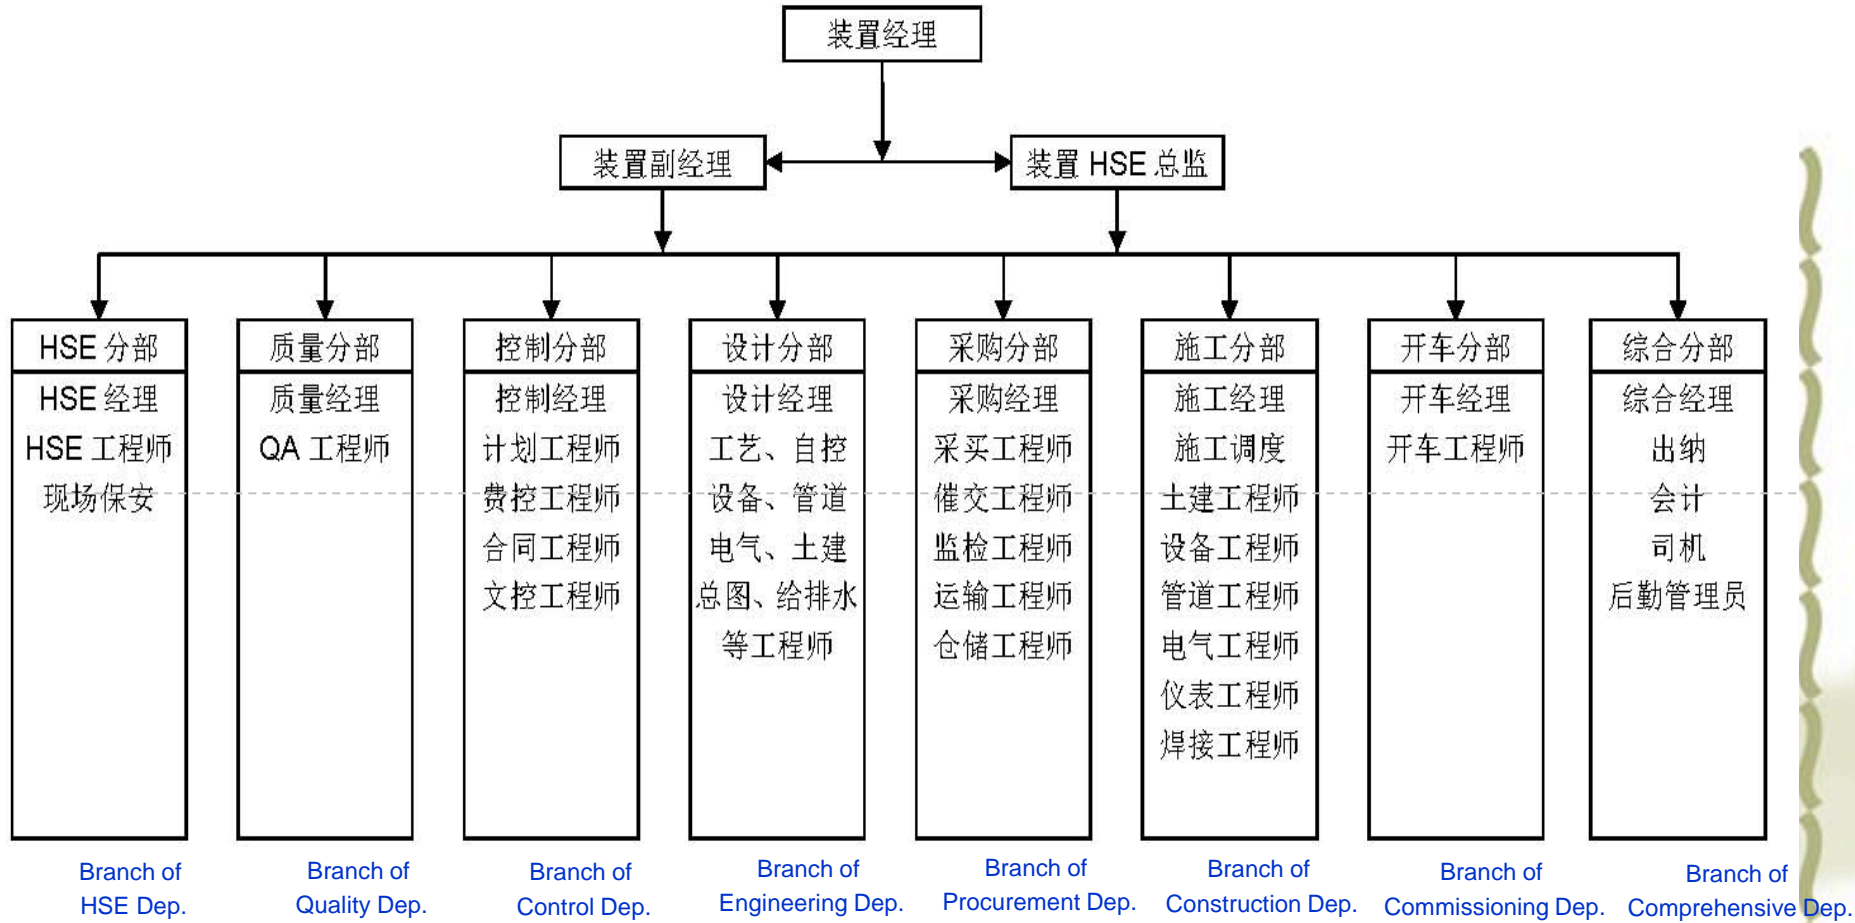 装置经理
装置副经理
装置 HSE 总监
HSE 分部
HSE 经理
HSE 工程师
现场保安
质量分部
质量经理
QA 工程师
控制分部
控制经理
计划工程师
费控工程师
合同工程师
文控工程师
设计分部
设计经理
工艺、自控
设备、管道
电气、土建
总图、给排水
等工程师
采购分部
采购经理
采买工程师
催交工程师
监检工程师
运输工程师
仓储工程师
施工分部
施工经理
施工调度
土建工程师
设备工程师
管道工程师
电气工程师
仪表工程师
焊接工程师
开车分部
开车经理
开车工程师
综合分部
综合经理
出纳
会计
司机
后勤管理员
Branch of
HSE Dep.
Branch of
Quality Dep.
Branch of
Control Dep.
Branch of
Engineering Dep.
Branch of
Procurement Dep.
Branch of
Construction Dep.
Branch of
Commissioning Dep.
Branch of
Comprehensive Dep.